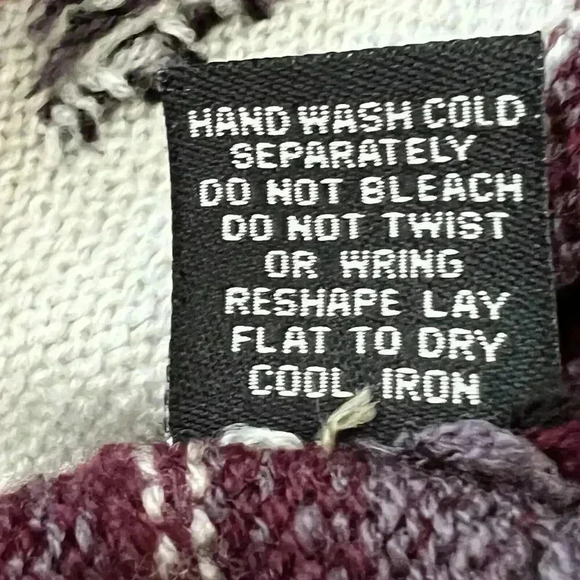 HAND WASH COLD
SEPARATELY
DO NOT BLEACH
DO NOT TWIST
OR WRING
RESHAPE LAY
FLAT TO DRY
COOL IRON